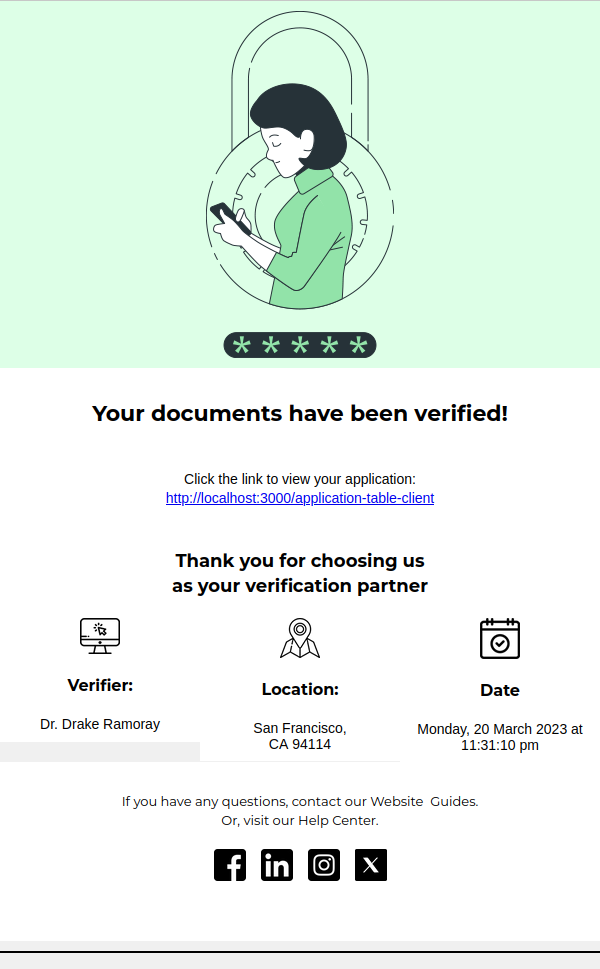 *****
Your documents have been verified!
Click the link to view your application:
http://localhost:3000/application-table-client
Thank you for choosing us
as your verification partner
Verifier:
Dr. Drake Ramoray
Location:
San Francisco,
CA 94114
Date
Monday, 20 March 2023 at
11:31:10 pm
If you have any questions, contact our Website  Guides.
Or, visit our Help Center.